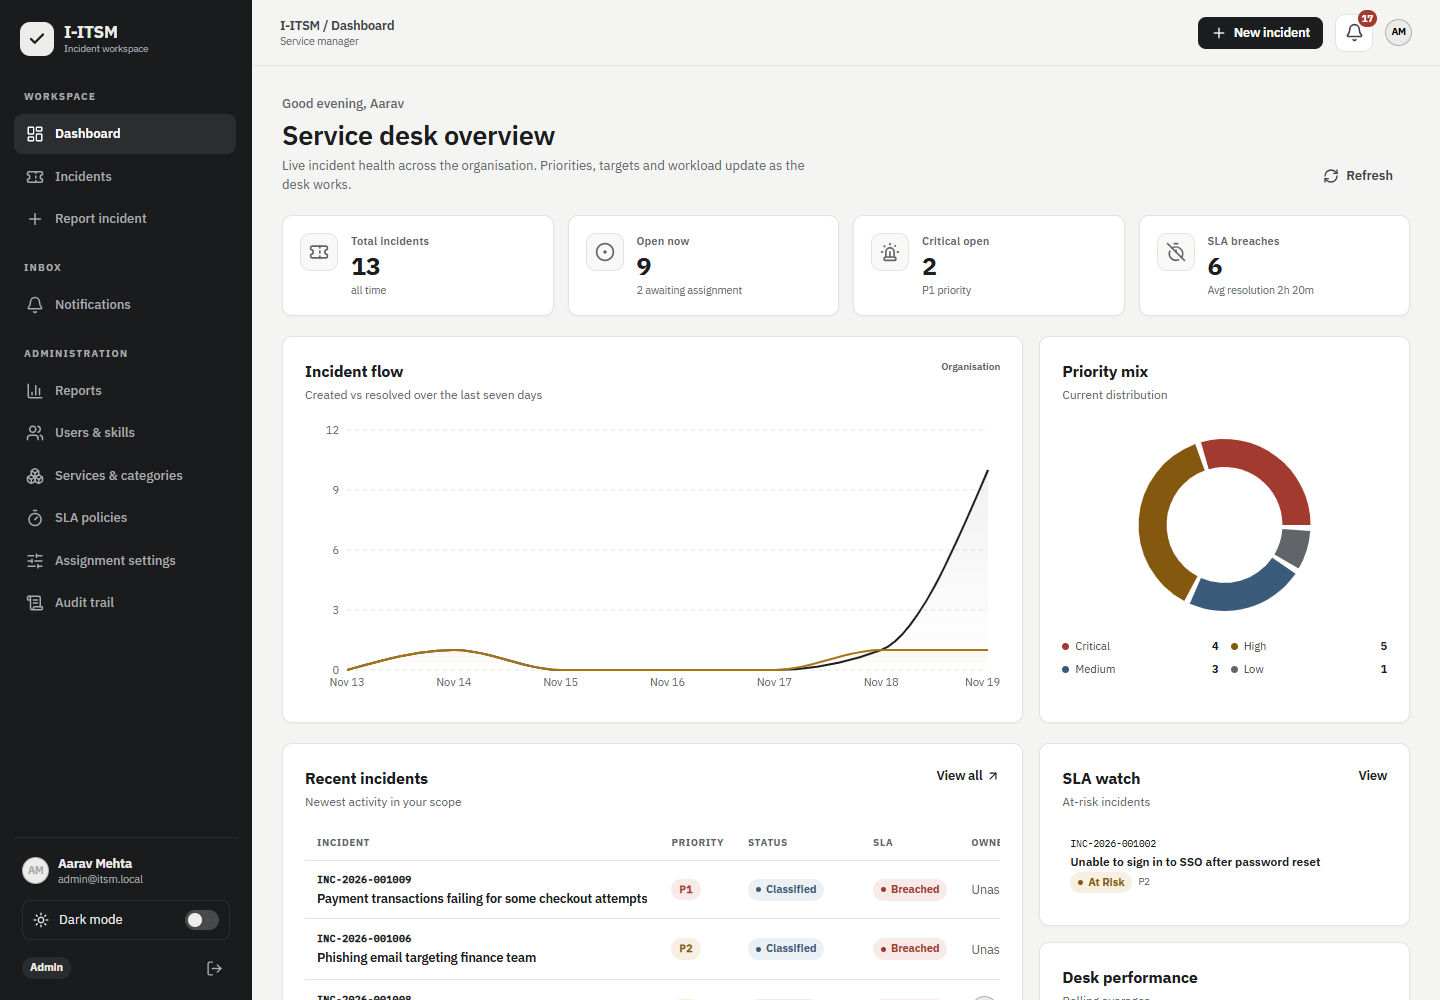 I-ITSM
Incident workspace
WORKSPACE
Dashboard
Incidents
Report incident
INBOX
Notifications
ADMINISTRATION
Reports
Users & skills
Services & categories
SLA policies
Assignment settings
Audit trail
AM
Aarav Mehta
admin@itsm.local
Dark mode
Admin
I-ITSM / Dashboard
Service manager
New incident
17
AM
Good evening, Aarav
Service desk overview
Live incident health across the organisation. Priorities, targets and workload update as the
desk works.
Refresh
Total incidents
13
all time
Open now
9
2 awaiting assignment
Critical open
2
P1 priority
SLA breaches
6
Avg resolution 2h 20m
Incident flow
Organisation
Created vs resolved over the last seven days
12
9
6
3
0
Nov 13 Nov 14 Nov 15 Nov 16 Nov 17 Nov 18 Nov 19
Priority mix
Current distribution
Critical 4 High 5
Medium 3 Low 1
Recent incidents
View all
Newest activity in your scope
INCIDENT PRIORITY STATUS SLA OWNE
INC-2026-001009
Payment transactions failing for some checkout attempts P1 Classified Breached Unas
INC-2026-001006
Phishing email targeting finance team P2 Classified Breached Unas
INC-2026-001008
SLA watch
View
At-risk incidents
INC-2026-001002
Unable to sign in to SSO after password reset
At Risk P2
Desk performance
Rolling averages